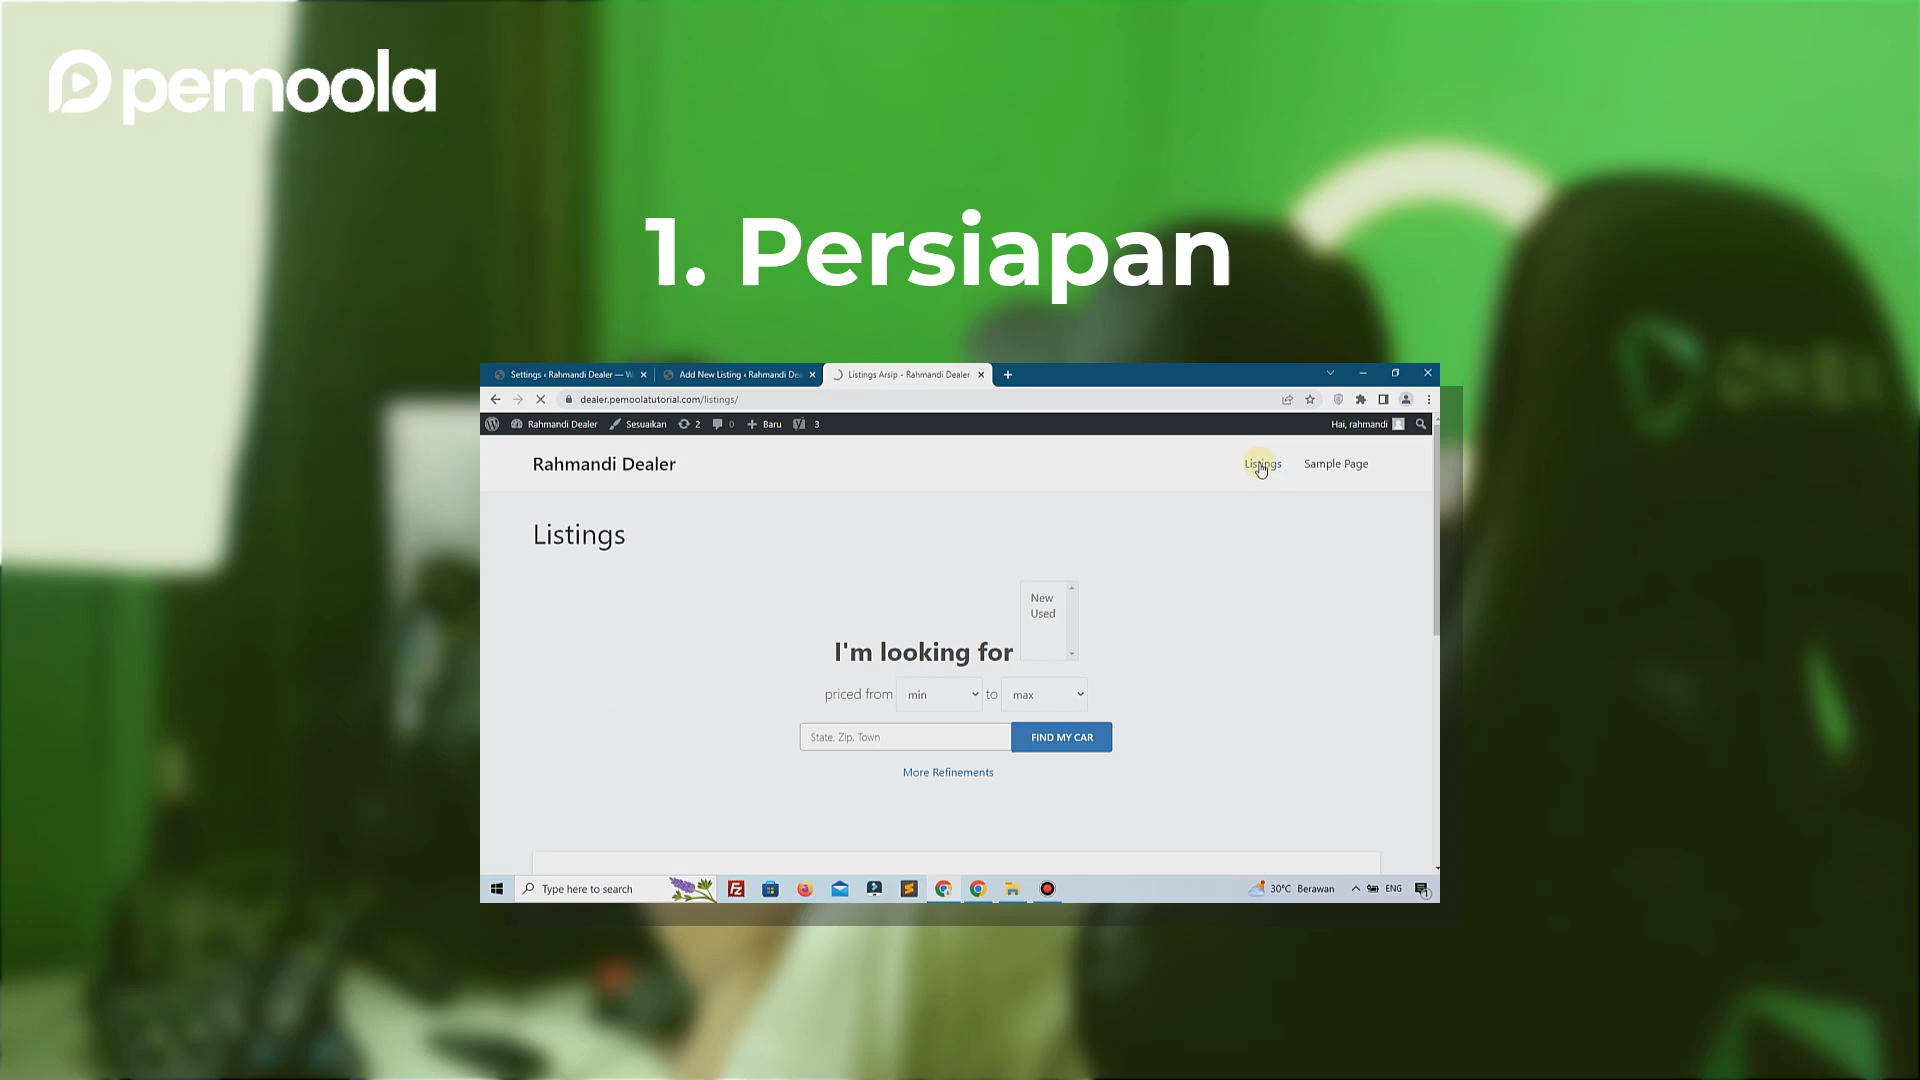 pemoola
1. Persiapan
Settings ‹ Rahmandi Dealer — W
Add New Listing ‹ Rahmandi Dea
Listings Arsip - Rahmandi Dealer
dealer.pemoolatutorial.com/listings/
Rahmandi Dealer
Sesuaikan
2
0
Baru
3
Hai, rahmandi
Rahmandi Dealer
Listings
Sample Page
Listings
New
Used
I'm looking for
priced from min to max
State, Zip, Town
FIND MY CAR
More Refinements
Type here to search
30°C Berawan
ENG
1